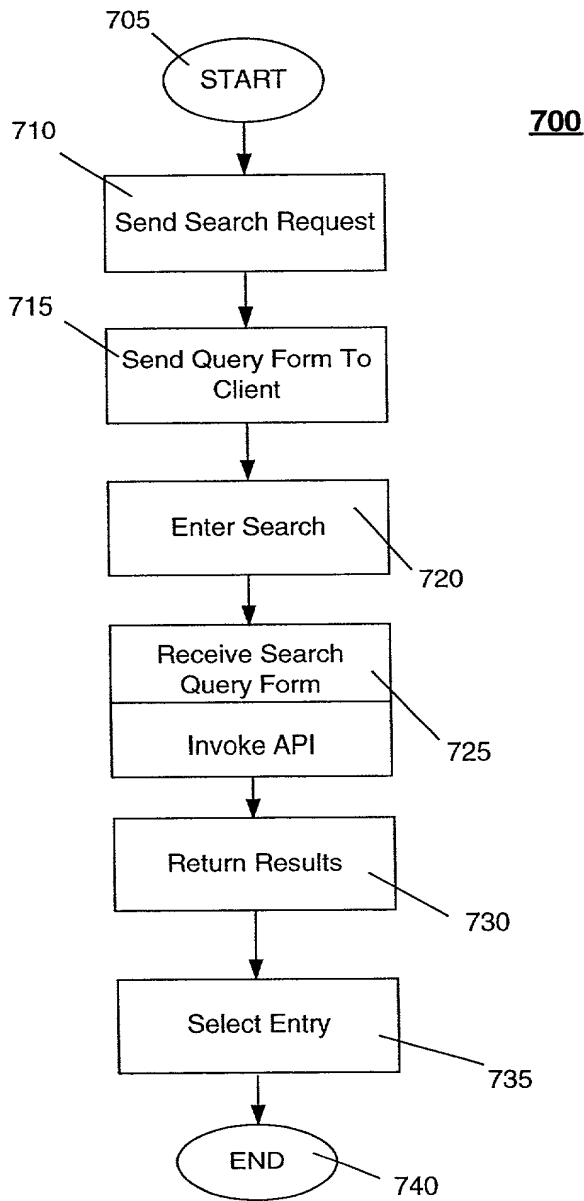 705
START
700
710
Send Search Request
715
Send Query Form To
Client
Enter Search
720
Receive Search
Query Form
Invoke API
725
Return Results
730
Select Entry
735
END
740